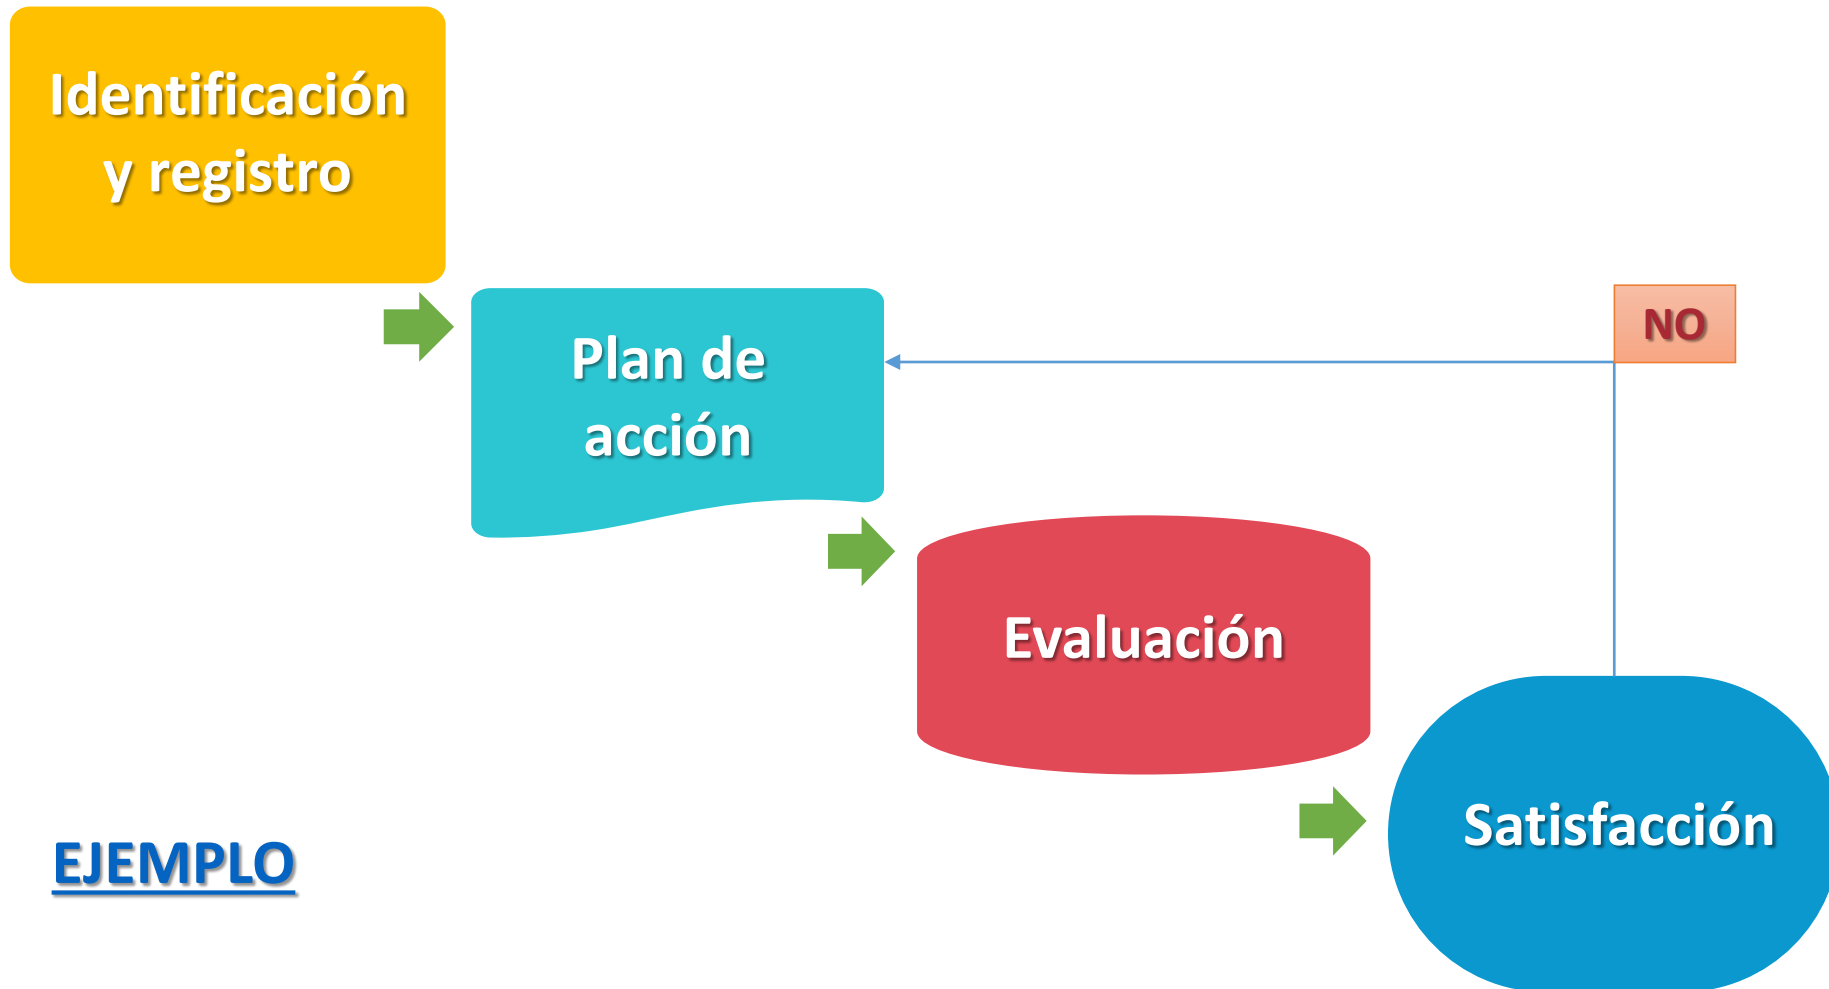 Identificación
y registro
Plan de
acción
NO
Evaluación
Satisfacción
EJEMPLO